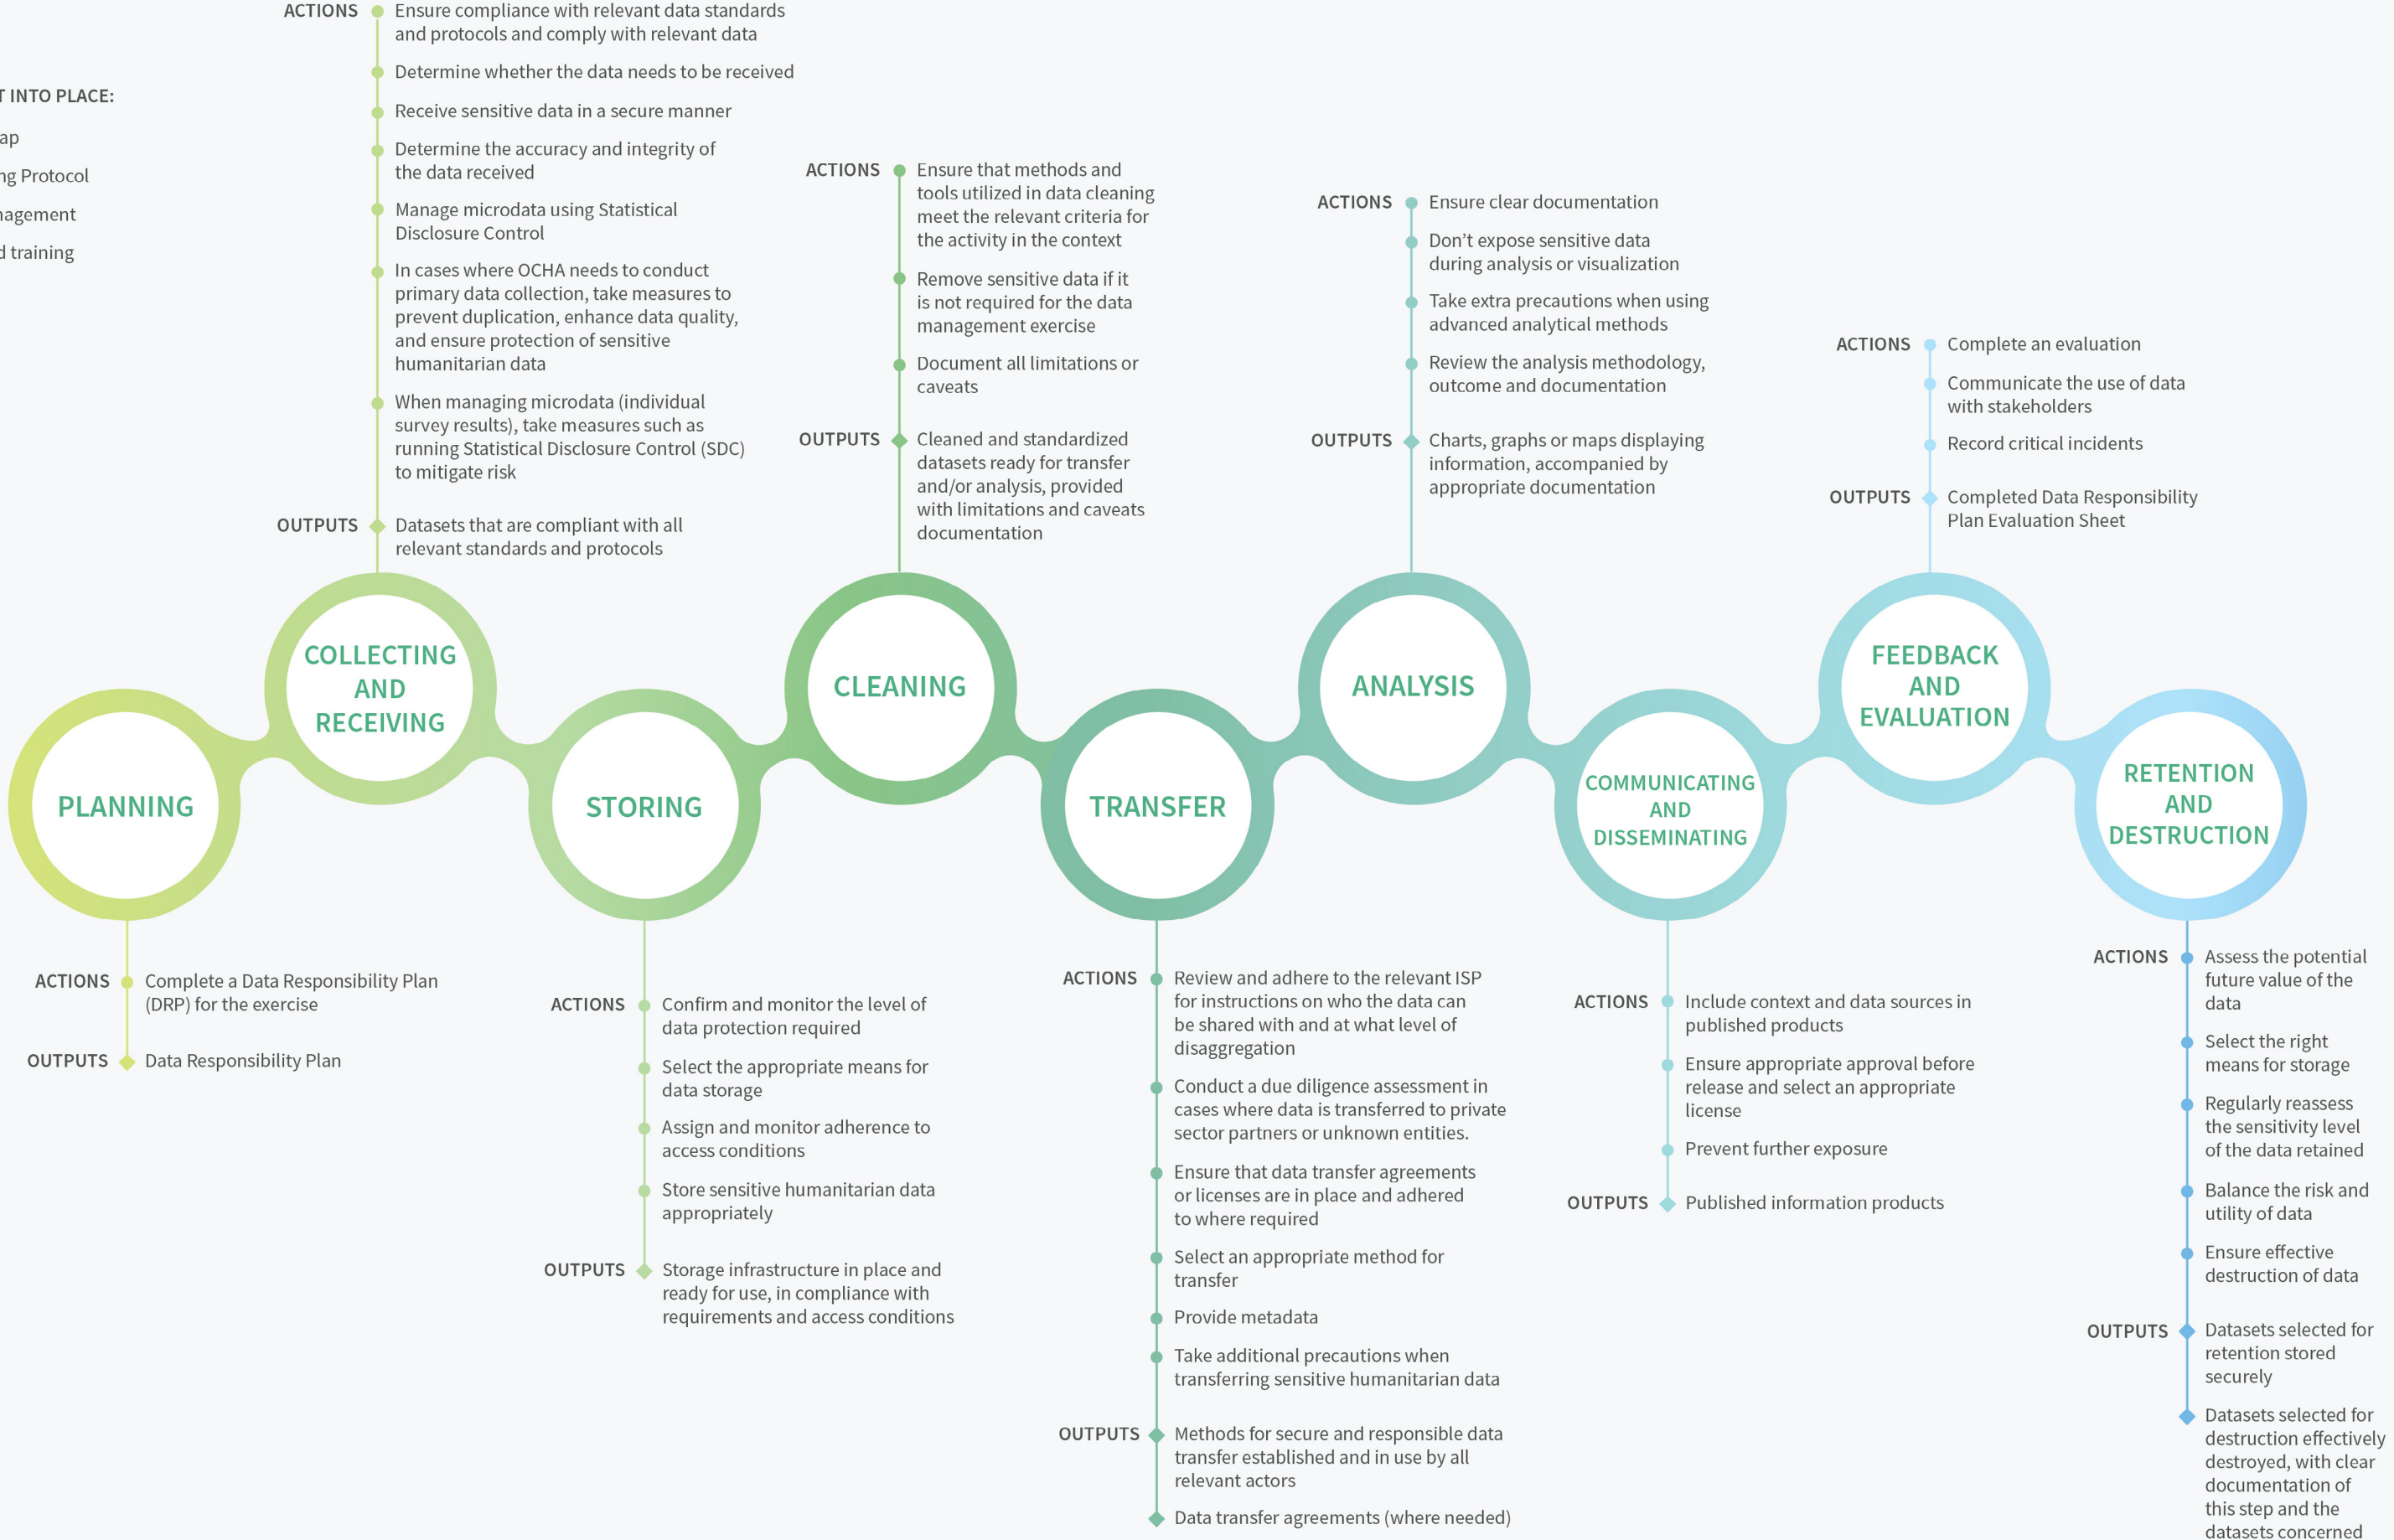 T INTO PLACE:
ap
ng Protocol
nagement
d training
ACTIONS
Ensure compliance with relevant data standards
and protocols and comply with relevant data
Determine whether the data needs to be received
Receive sensitive data in a secure manner
Determine the accuracy and integrity of
the data received
Manage microdata using Statistical
Disclosure Control
In cases where OCHA needs to conduct
primary data collection, take measures to
prevent duplication, enhance data quality,
and ensure protection of sensitive
humanitarian data
When managing microdata (individual
survey results), take measures such as
running Statistical Disclosure Control (SDC)
to mitigate risk
OUTPUTS
Datasets that are compliant with all
relevant standards and protocols
ACTIONS
Ensure that methods and
tools utilized in data cleaning
meet the relevant criteria for
the activity in the context
Remove sensitive data if it
is not required for the data
management exercise
Document all limitations or
caveats
OUTPUTS
Cleaned and standardized
datasets ready for transfer
and/or analysis, provided
with limitations and caveats
documentation
ACTIONS
Ensure clear documentation
Don’t expose sensitive data
during analysis or visualization
Take extra precautions when using
advanced analytical methods
Review the analysis methodology,
outcome and documentation
OUTPUTS
Charts, graphs or maps displaying
information, accompanied by
appropriate documentation
ACTIONS
Complete an evaluation
Communicate the use of data
with stakeholders
Record critical incidents
OUTPUTS
Completed Data Responsibility
Plan Evaluation Sheet
PLANNING
COLLECTING
AND
RECEIVING
STORING
CLEANING
TRANSFER
ANALYSIS
COMMUNICATING
AND
DISSEMINATING
FEEDBACK
AND
EVALUATION
RETENTION
AND
DESTRUCTION
ACTIONS
Complete a Data Responsibility Plan
(DRP) for the exercise
OUTPUTS
Data Responsibility Plan
ACTIONS
Confirm and monitor the level of
data protection required
Select the appropriate means for
data storage
Assign and monitor adherence to
access conditions
Store sensitive humanitarian data
appropriately
OUTPUTS
Storage infrastructure in place and
ready for use, in compliance with
requirements and access conditions
ACTIONS
Review and adhere to the relevant ISP
for instructions on who the data can
be shared with and at what level of
disaggregation
Conduct a due diligence assessment in
cases where data is transferred to private
sector partners or unknown entities.
Ensure that data transfer agreements
or licenses are in place and adhered
to where required
Select an appropriate method for
transfer
Provide metadata
Take additional precautions when
transferring sensitive humanitarian data
OUTPUTS
Methods for secure and responsible data
transfer established and in use by all
relevant actors
Data transfer agreements (where needed)
ACTIONS
Include context and data sources in
published products
Ensure appropriate approval before
release and select an appropriate
license
Prevent further exposure
OUTPUTS
Published information products
ACTIONS
Assess the potential
future value of the
data
Select the right
means for storage
Regularly reassess
the sensitivity level
of the data retained
Balance the risk and
utility of data
Ensure effective
destruction of data
OUTPUTS
Datasets selected for
retention stored
securely
Datasets selected for
destruction effectively
destroyed, with clear
documentation of
this step and the
datasets concerned